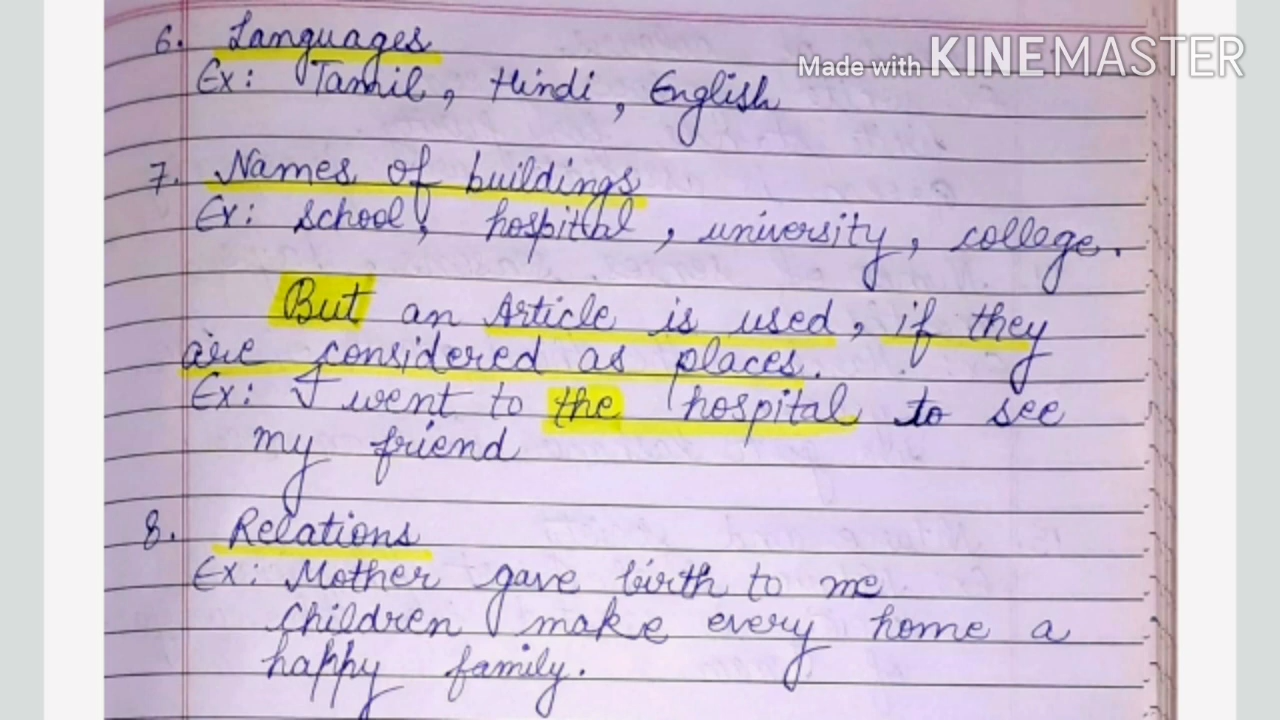 Made with KINEMASTER
6. Languages
Ex: Tamil, Hindi, English
7. Names of buildings
Ex: school, hospital, university, college.
But an Article is used, if they
are considered as places.
Ex: I went to the hospital to see
my friend
8. Relations
Ex: Mother gave birth to me
Children make every home a
happy family.